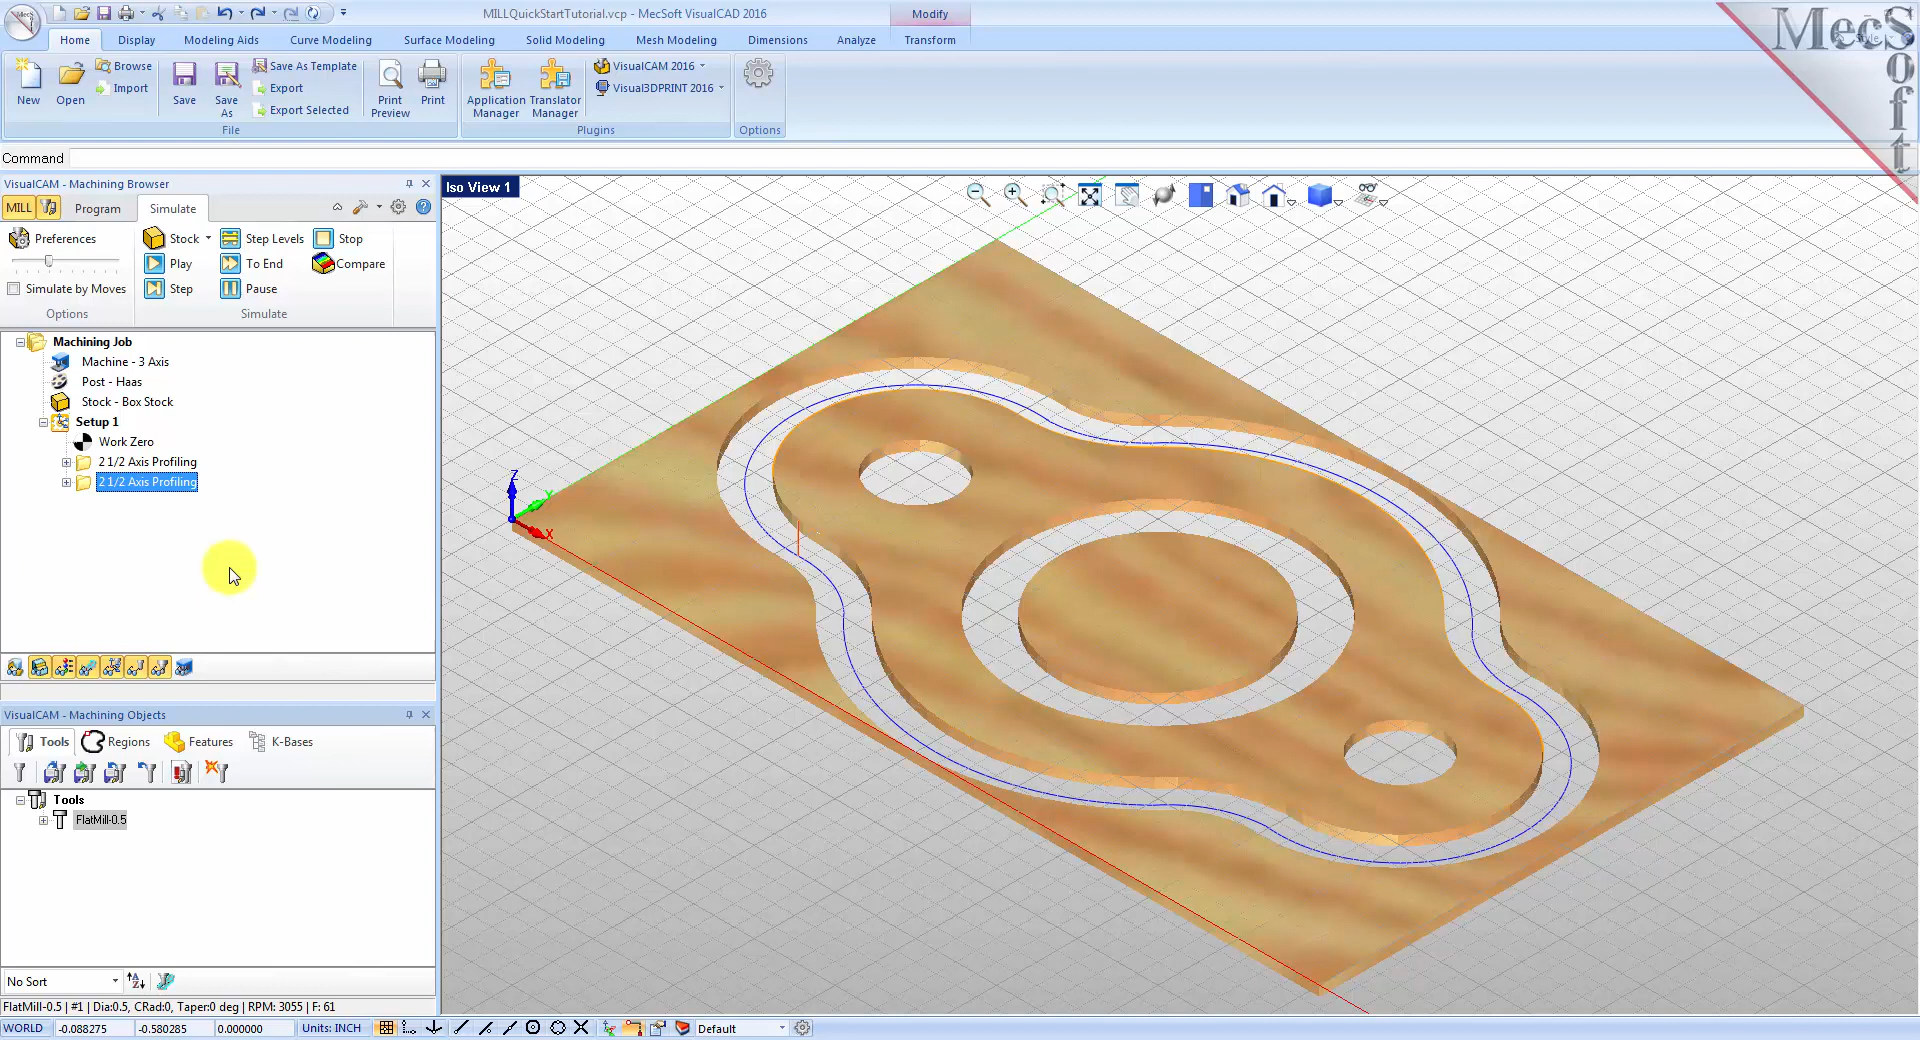 MILLQuickStartTutorial.vcp - MecSoft VisualCAD 2016
Modify
Home Display Modeling Aids Curve Modeling Surface Modeling Solid Modeling Mesh Modeling Dimensions Analyze Transform
New Open Browse Import Save Save As Save As Template Export Export Selected Print Preview Print
File
Application Manager Translator Manager VisualCAM 2016 Visual3DPRINT 2016
Plugins
Options
MecSoft
Command
VisualCAM - Machining Browser
MILL Program Simulate
Preferences
Simulate by Moves
Options
Stock Step Levels Stop
Play To End Compare
Step Pause
Simulate
Machining Job
Machine - 3 Axis
Post - Haas
Stock - Box Stock
Setup 1
Work Zero
2 1/2 Axis Profiling
2 1/2 Axis Profiling
VisualCAM - Machining Objects
Tools Regions Features K-Bases
Tools
FlatMill-0.5
No Sort
FlatMill-0.5 | #1 | Dia:0.5, CRad:0, Taper:0 deg | RPM: 3055 | F: 61
WORLD -0.088275 -0.580285 0.000000 Units: INCH Default
Iso View 1
Z
Y
X